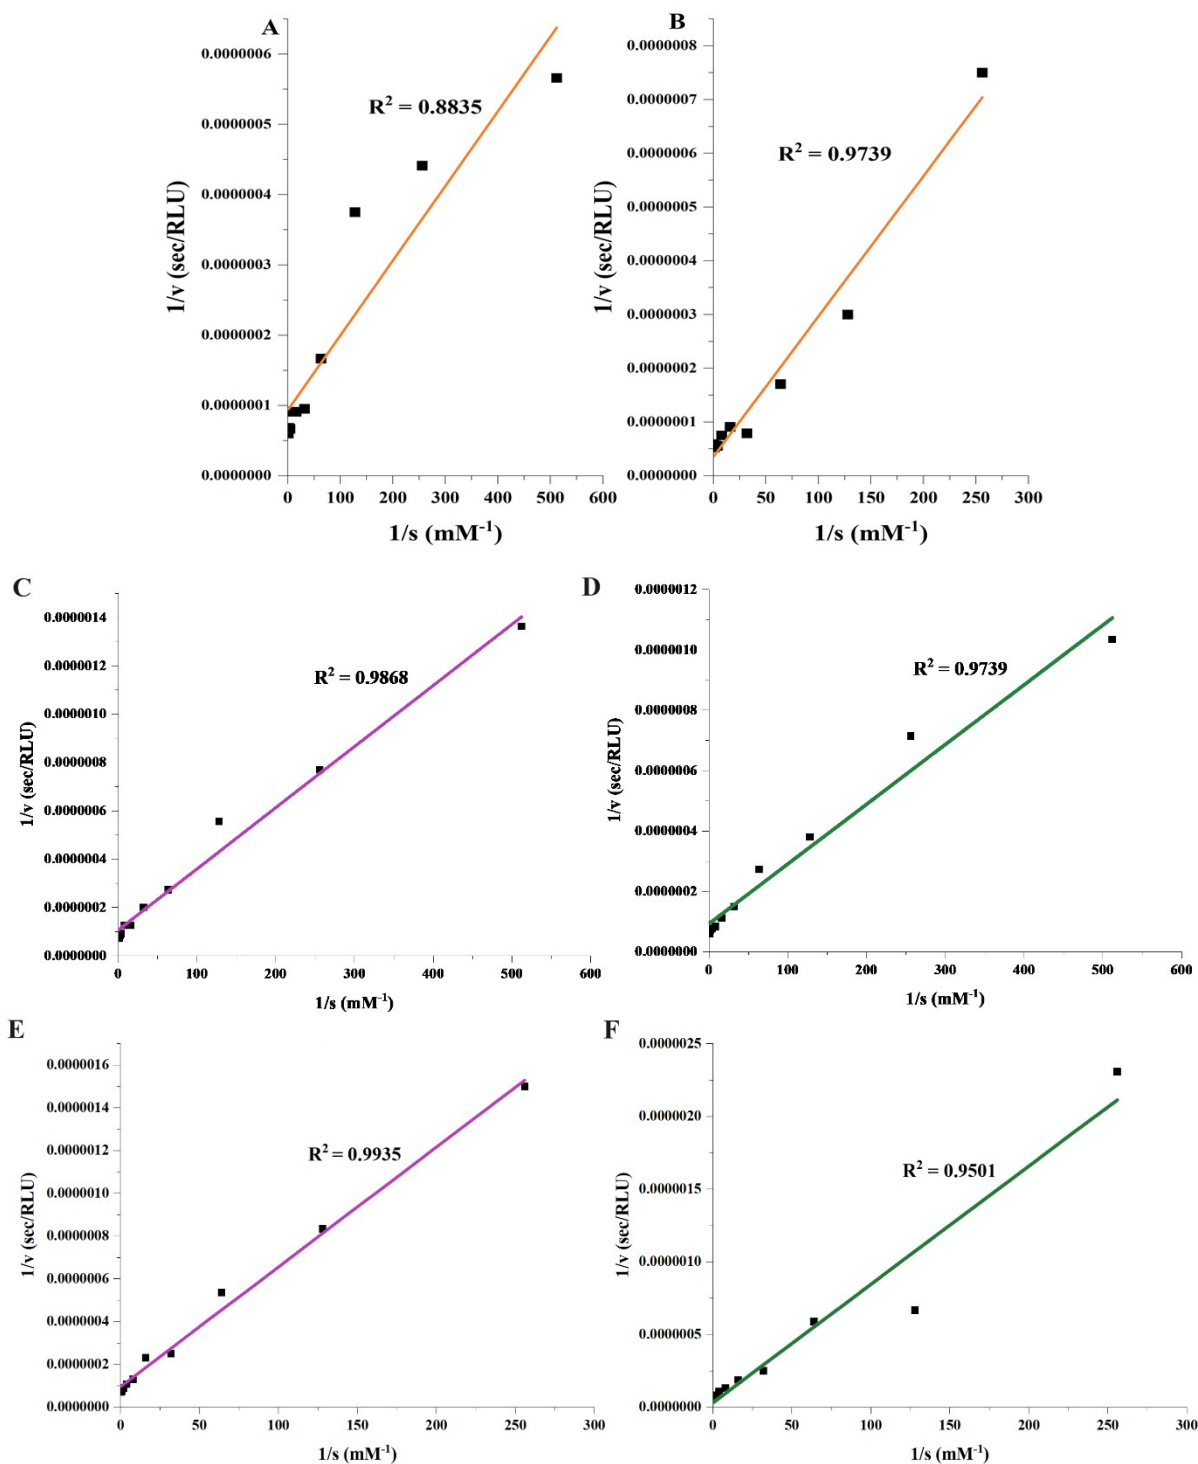 A
0.0000006
0.0000005
0.0000004
0.0000003
0.0000002
0.0000001
0.0000000
1/v (sec/RLU)
R² = 0.8835
0 100 200 300 400 500 600
1/s (mM⁻¹)
B
0.0000008
0.0000007
0.0000006
0.0000005
0.0000004
0.0000003
0.0000002
0.0000001
0.0000000
1/v (sec/RLU)
R² = 0.9739
0 50 100 150 200 250 300
1/s (mM⁻¹)
C
0.0000014
0.0000012
0.0000010
0.0000008
0.0000006
0.0000004
0.0000002
0.0000000
1/v (sec/RLU)
R² = 0.9868
0 100 200 300 400 500 600
1/s (mM⁻¹)
D
0.0000012
0.0000010
0.0000008
0.0000006
0.0000004
0.0000002
0.0000000
1/v (sec/RLU)
R² = 0.9739
0 100 200 300 400 500 600
1/s (mM⁻¹)
E
0.0000016
0.0000014
0.0000012
0.0000010
0.0000008
0.0000006
0.0000004
0.0000002
0.0000000
1/v (sec/RLU)
R² = 0.9935
0 50 100 150 200 250 300
1/s (mM⁻¹)
F
0.0000025
0.0000020
0.0000015
0.0000010
0.0000005
0.0000000
1/v (sec/RLU)
R² = 0.9501
0 50 100 150 200 250 300
1/s (mM⁻¹)